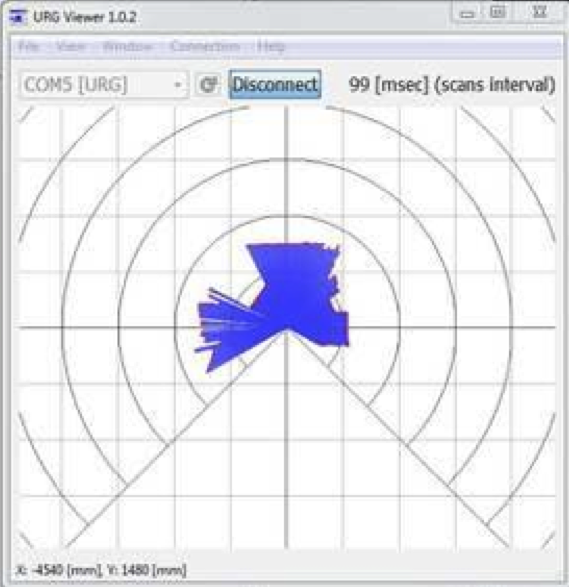 URG Viewer 1.0.2
File View Window Connection Help
COM5 [URG] Disconnect 99 [msec] (scans interval)
X: -4540 [mm], Y: 1480 [mm]